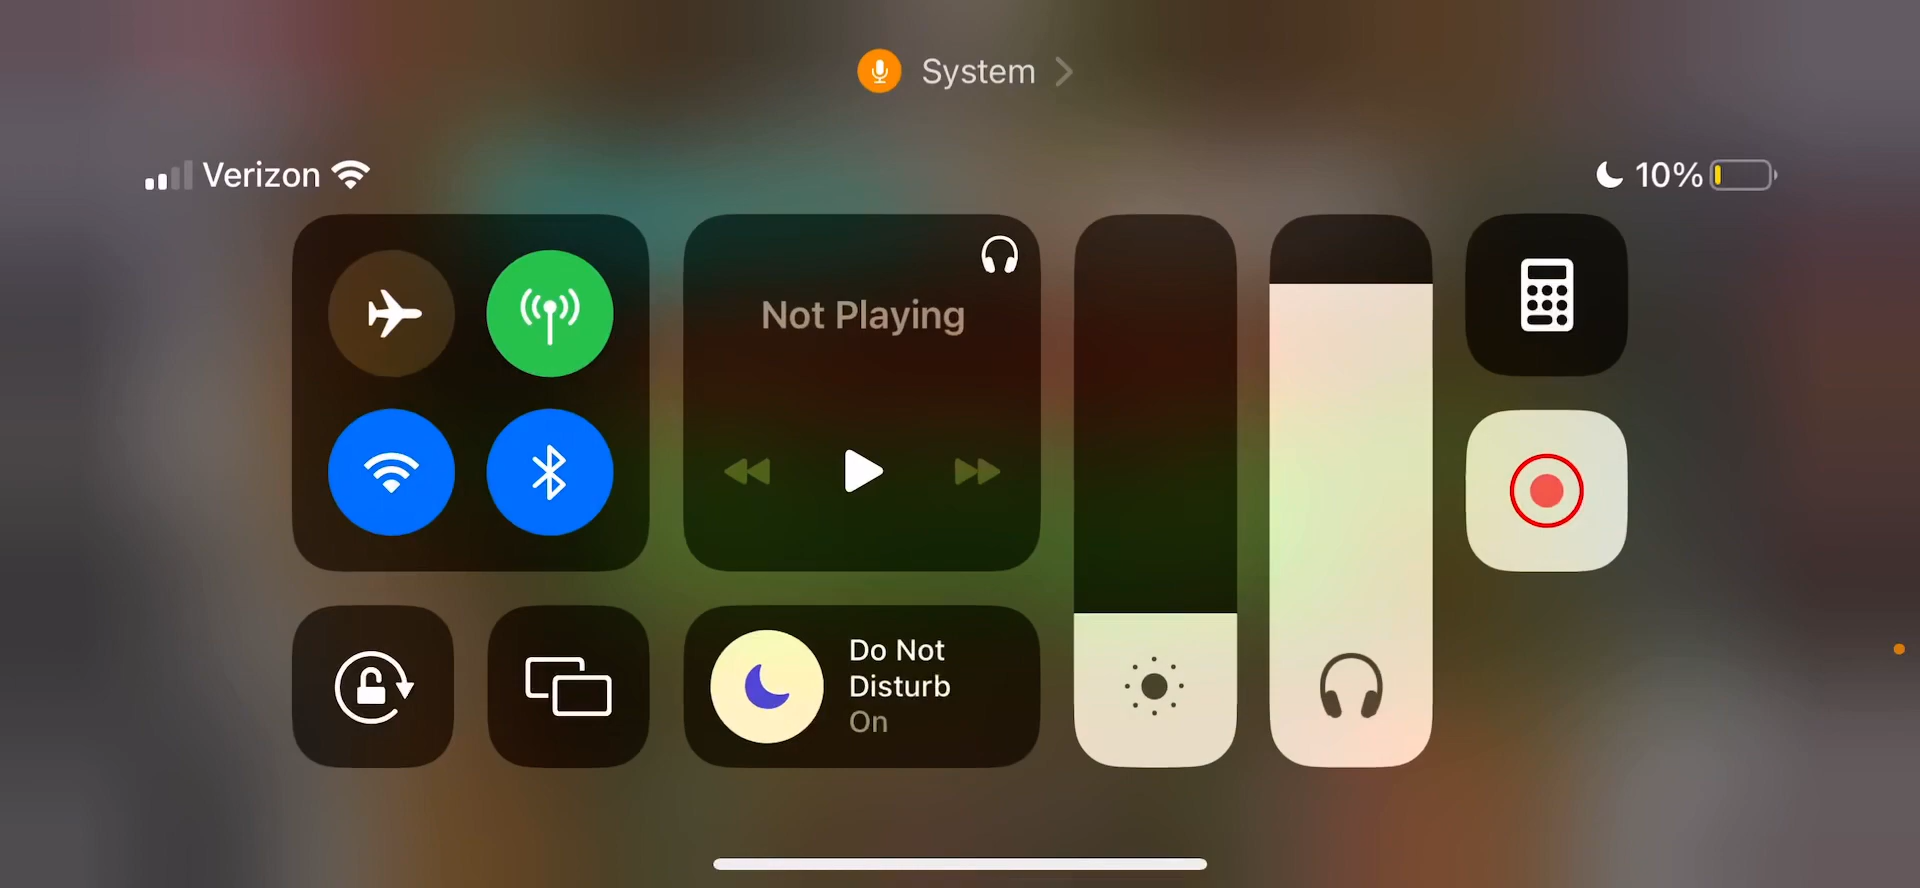 System
Verizon
10%
Not Playing
Do Not
Disturb
On